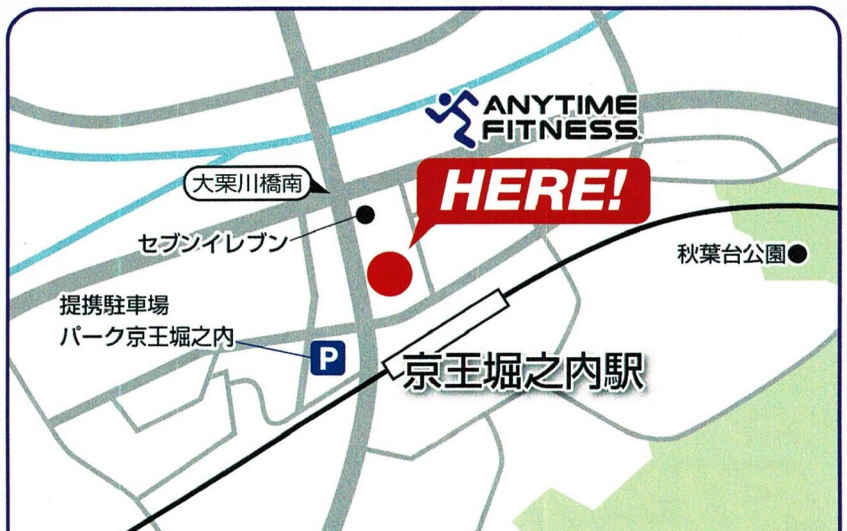 ANYTIME
FITNESS
HERE!
大栗川橋南
セブンイレブン
秋葉台公園
提携駐車場
パーク京王堀之内
P
京王堀之内駅